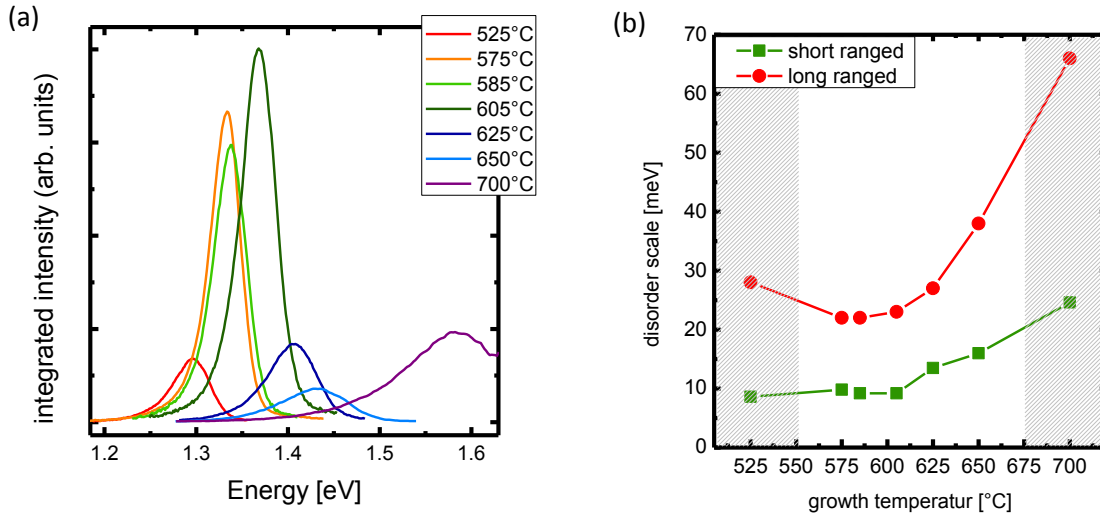 (a)
integrated intensity (arb. units)
525°C
575°C
585°C
605°C
625°C
650°C
700°C
1.2 1.3 1.4 1.5 1.6
Energy [eV]
(b)
disorder scale [meV]
70
60
50
40
30
20
10
0
short ranged
long ranged
525 550 575 600 625 650 675 700
growth temperatur [°C]